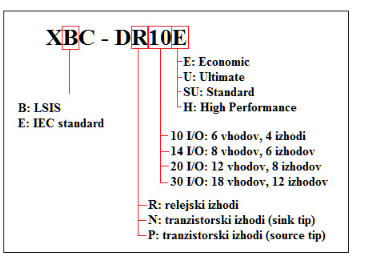 XBC - DR10E
E: Economic
U: Ultimate
SU: Standard
H: High Performance
B: LSIS
E: IEC standard
10 I/O: 6 vhodov, 4 izhodi
14 I/O: 8 vhodov, 6 izhodov
20 I/O: 12 vhodov, 8 izhodov
30 I/O: 18 vhodov, 12 izhodov
R: relejski izhodi
N: tranzistorski izhodi (sink tip)
P: tranzistorski izhodi (source tip)